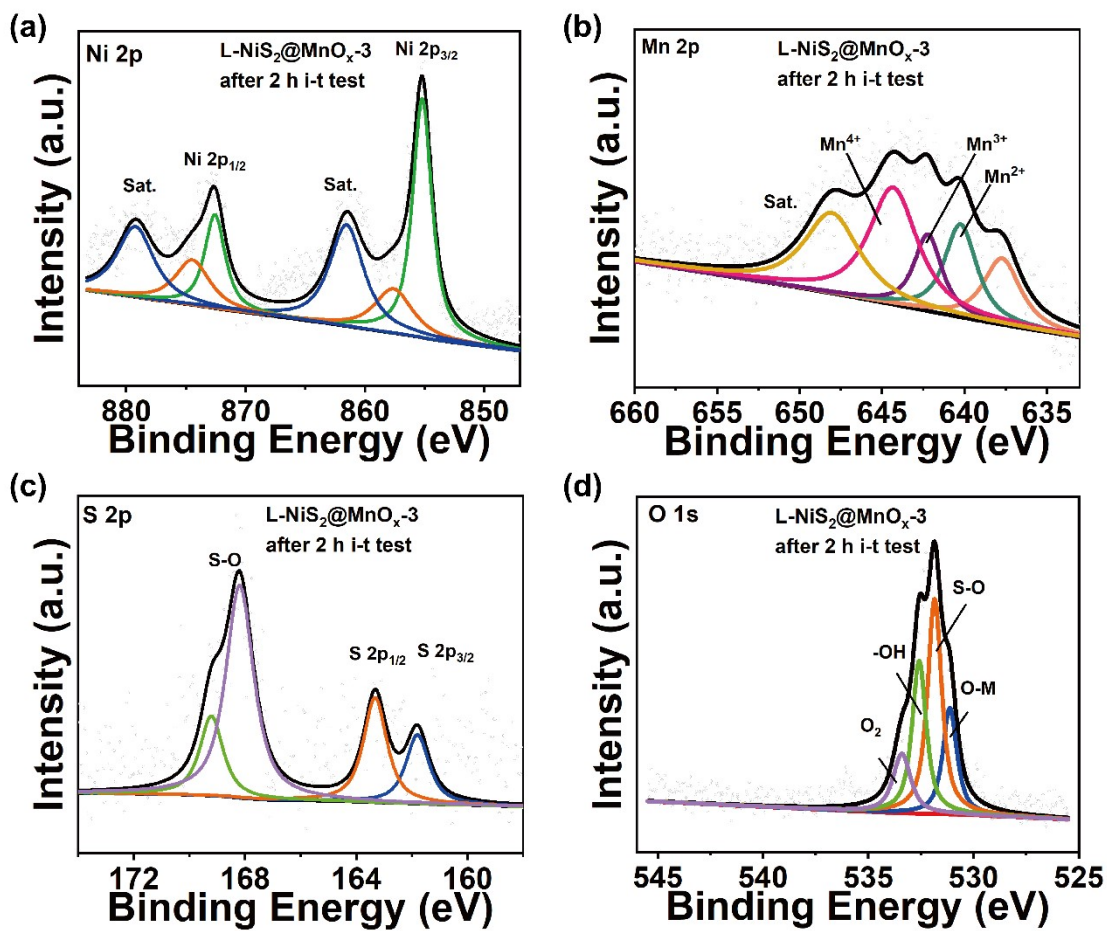 (a)
Ni 2p
L-NiS₂@MnOₓ-3
after 2 h i-t test
Ni 2p₃/₂
Ni 2p₁/₂
Sat.
Sat.
Intensity (a.u.)
880 870 860 850
Binding Energy (eV)
(b)
Mn 2p
L-NiS₂@MnOₓ-3
after 2 h i-t test
Mn⁴⁺
Mn³⁺
Mn²⁺
Sat.
Intensity (a.u.)
660 655 650 645 640 635
Binding Energy (eV)
(c)
S 2p
L-NiS₂@MnOₓ-3
after 2 h i-t test
S-O
S 2p₁/₂
S 2p₃/₂
Intensity (a.u.)
172 168 164 160
Binding Energy (eV)
(d)
O 1s
L-NiS₂@MnOₓ-3
after 2 h i-t test
S-O
-OH
O-M
O₂
Intensity (a.u.)
545 540 535 530 525
Binding Energy (eV)